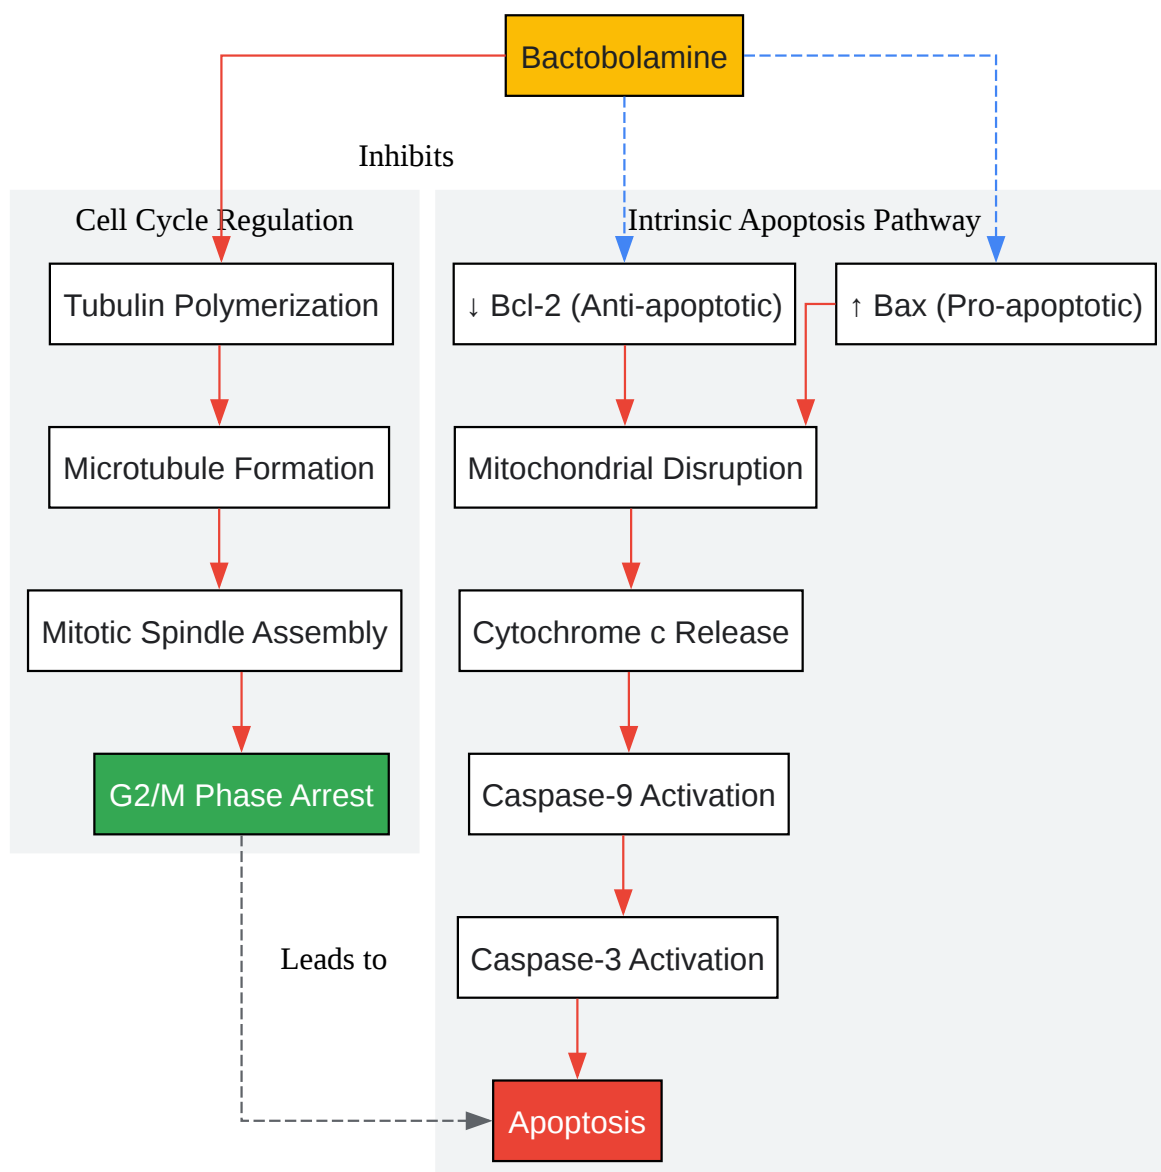 Bactobolamine
Inhibits
Cell Cycle Regulation
Intrinsic Apoptosis Pathway
Tubulin Polymerization
↓ Bcl-2 (Anti-apoptotic)
↑ Bax (Pro-apoptotic)
Microtubule Formation
Mitochondrial Disruption
Mitotic Spindle Assembly
Cytochrome c Release
G2/M Phase Arrest
Caspase-9 Activation
Leads to
Caspase-3 Activation
Apoptosis